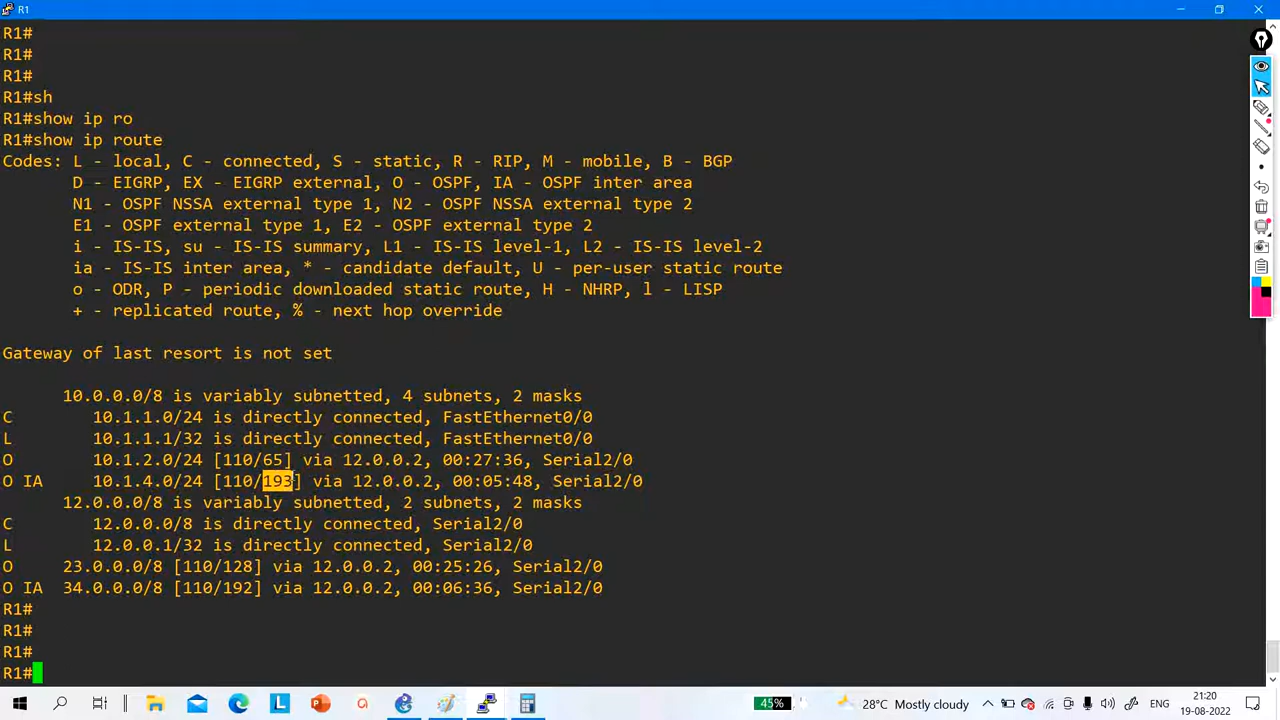 R1
R1#
R1#
R1#
R1#sh
R1#show ip ro
R1#show ip route
Codes: L - local, C - connected, S - static, R - RIP, M - mobile, B - BGP
D - EIGRP, EX - EIGRP external, O - OSPF, IA - OSPF inter area
N1 - OSPF NSSA external type 1, N2 - OSPF NSSA external type 2
E1 - OSPF external type 1, E2 - OSPF external type 2
i - IS-IS, su - IS-IS summary, L1 - IS-IS level-1, L2 - IS-IS level-2
ia - IS-IS inter area, * - candidate default, U - per-user static route
o - ODR, P - periodic downloaded static route, H - NHRP, l - LISP
+ - replicated route, % - next hop override
Gateway of last resort is not set
10.0.0.0/8 is variably subnetted, 4 subnets, 2 masks
C 10.1.1.0/24 is directly connected, FastEthernet0/0
L 10.1.1.1/32 is directly connected, FastEthernet0/0
O 10.1.2.0/24 [110/65] via 12.0.0.2, 00:27:36, Serial2/0
O IA 10.1.4.0/24 [110/193] via 12.0.0.2, 00:05:48, Serial2/0
12.0.0.0/8 is variably subnetted, 2 subnets, 2 masks
C 12.0.0.0/8 is directly connected, Serial2/0
L 12.0.0.1/32 is directly connected, Serial2/0
O 23.0.0.0/8 [110/128] via 12.0.0.2, 00:25:26, Serial2/0
O IA 34.0.0.0/8 [110/192] via 12.0.0.2, 00:06:36, Serial2/0
R1#
R1#
R1#
R1#
45% 28°C Mostly cloudy ENG 21:20
19-08-2022